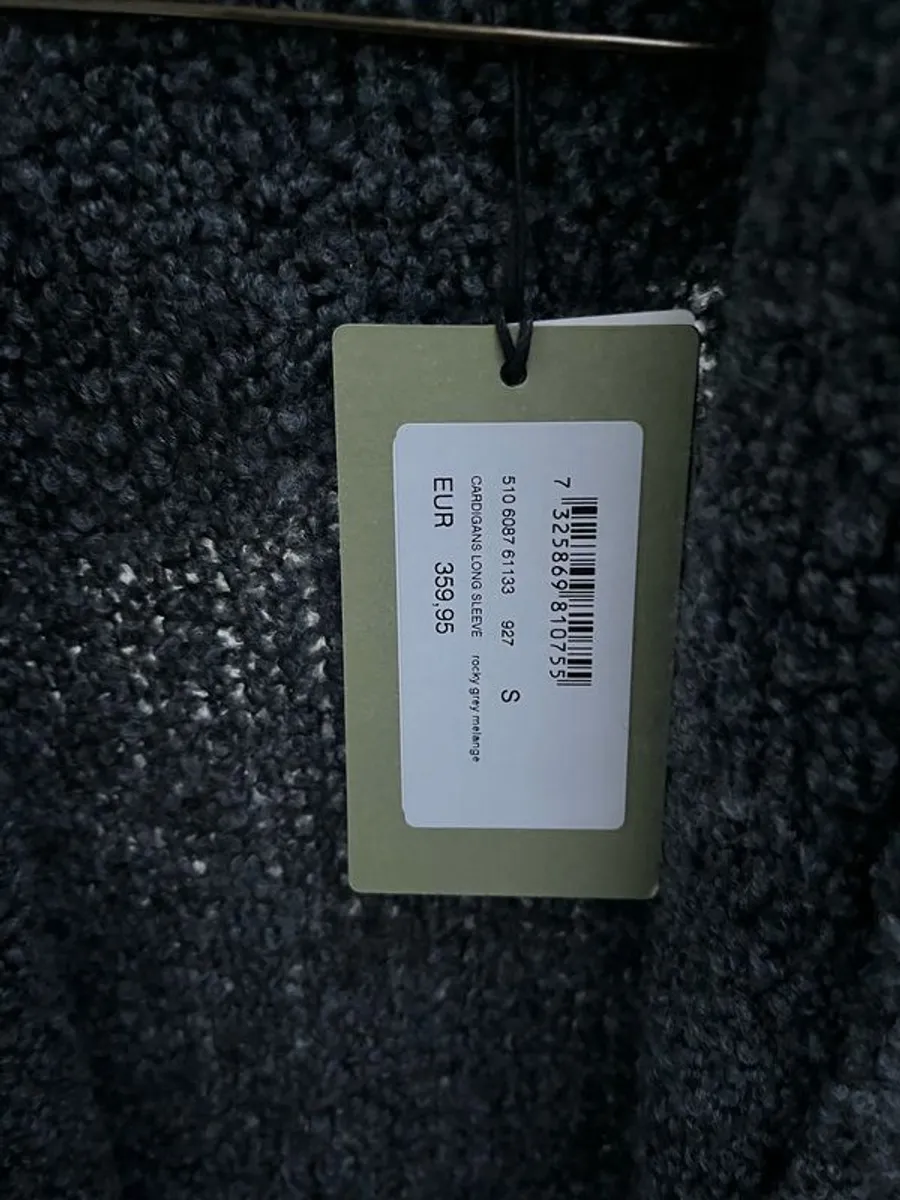 7 325869 810755
510 6087 61133 927 S
CARDIGANS LONG SLEEVE rocky grey melange
EUR 359,95